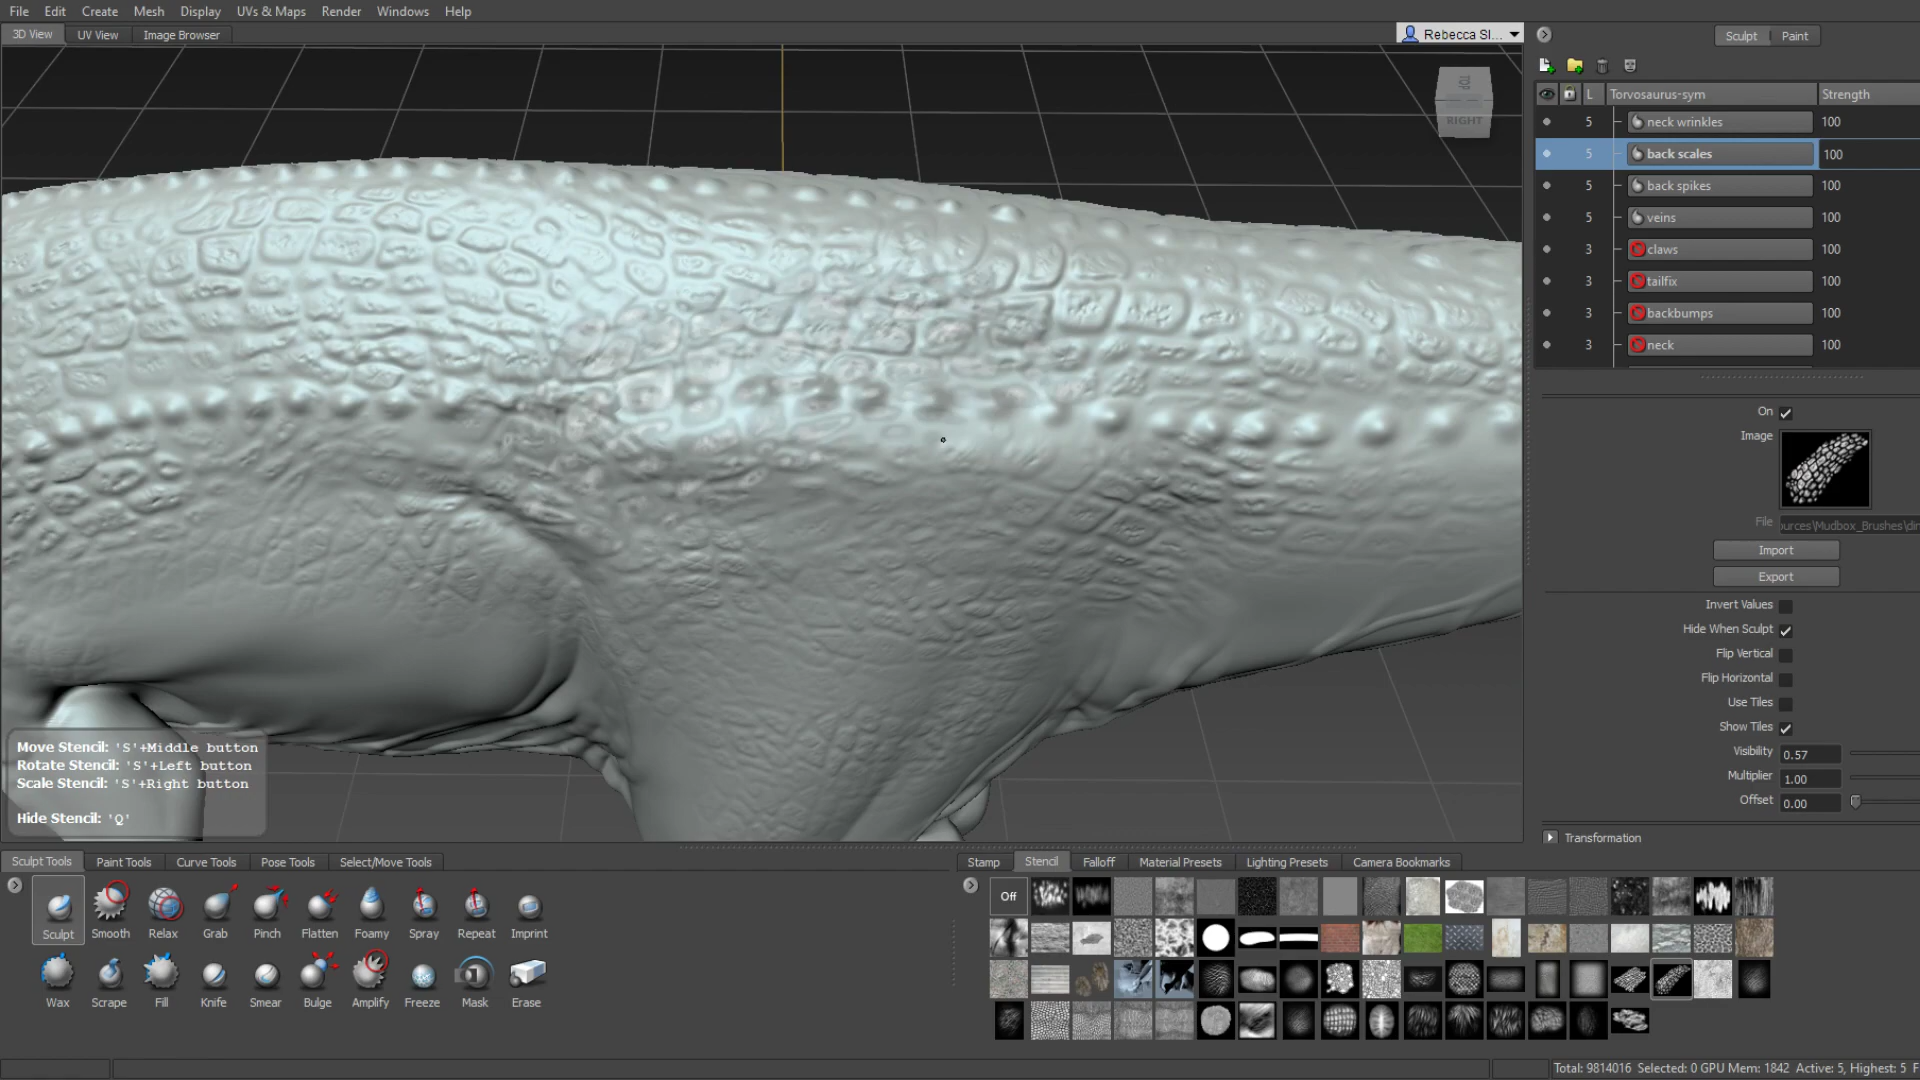 File Edit Create Mesh Display UVs & Maps Render Windows Help
3D View UV View Image Browser
Rebecca Sl...
Sculpt Paint
TOP
RIGHT
L Torvosaurus-sym Strength
5 neck wrinkles 100
5 back scales 100
5 back spikes 100
5 veins 100
3 claws 100
3 tailfix 100
3 backbumps 100
3 neck 100
On
Image
File ources\Mudbox_Brushes\din
Import
Export
Invert Values
Hide When Sculpt
Flip Vertical
Flip Horizontal
Use Tiles
Show Tiles
Visibility 0.57
Multiplier 1.00
Offset 0.00
Transformation
Move Stencil: 'S'+Middle button
Rotate Stencil: 'S'+Left button
Scale Stencil: 'S'+Right button
Hide Stencil: 'Q'
Sculpt Tools Paint Tools Curve Tools Pose Tools Select/Move Tools
Sculpt Smooth Relax Grab Pinch Flatten Foamy Spray Repeat Imprint
Wax Scrape Fill Knife Smear Bulge Amplify Freeze Mask Erase
Stamp Stencil Falloff Material Presets Lighting Presets Camera Bookmarks
Off
Total: 9814016 Selected: 0 GPU Mem: 1842 Active: 5, Highest: 5 F